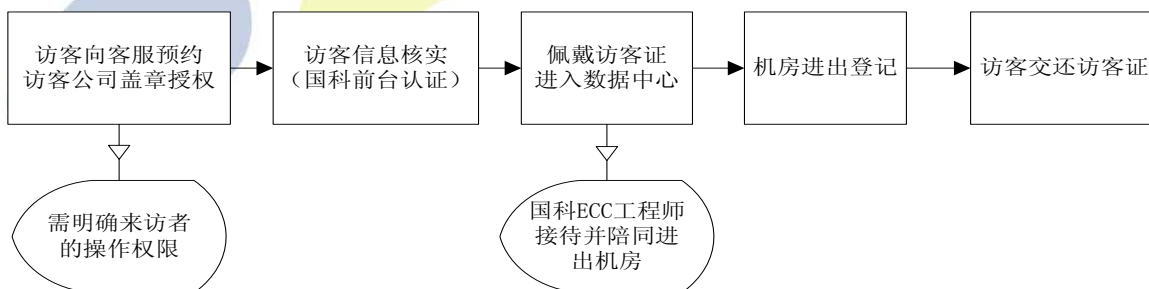 访客向客服预约
访客公司盖章授权
访客信息核实
（国科前台认证）
佩戴访客证
进入数据中心
机房进出登记
访客交还访客证
需明确来访者
的操作权限
国科ECC工程师
接待并陪同进
出机房